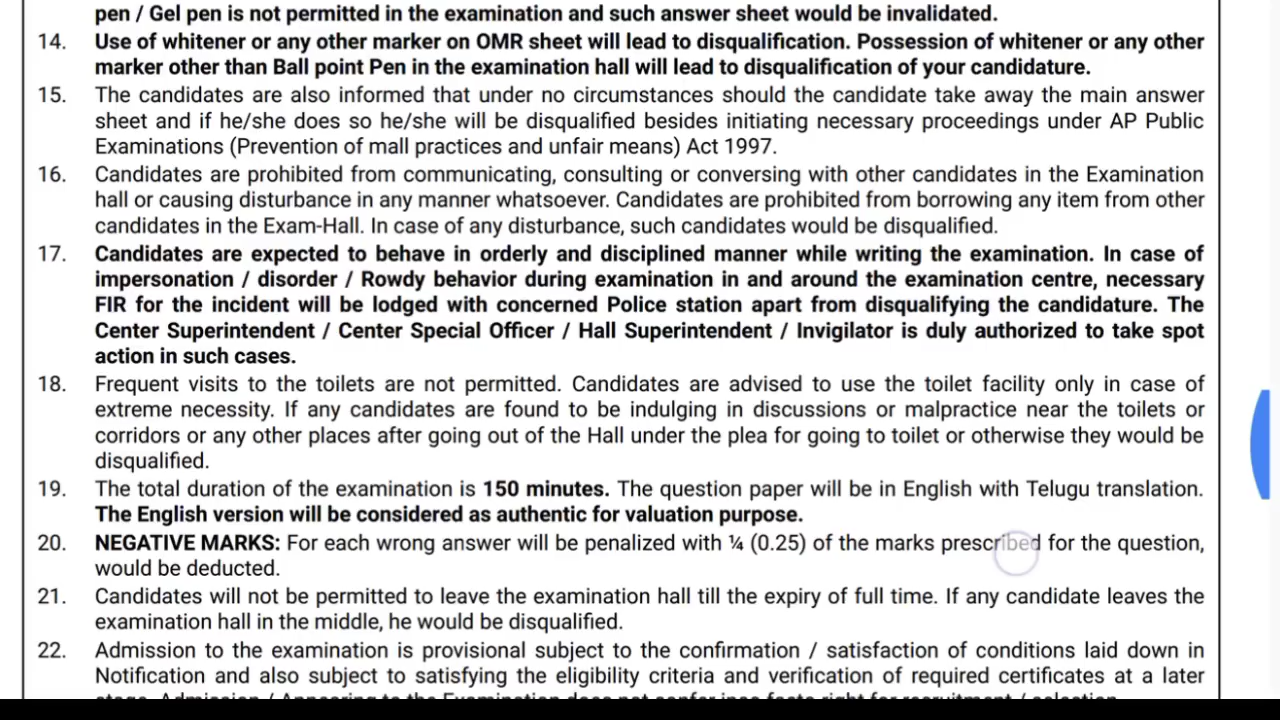 pen / Gel pen is not permitted in the examination and such answer sheet would be invalidated.
14. Use of whitener or any other marker on OMR sheet will lead to disqualification. Possession of whitener or any other
marker other than Ball point Pen in the examination hall will lead to disqualification of your candidature.
15. The candidates are also informed that under no circumstances should the candidate take away the main answer
sheet and if he/she does so he/she will be disqualified besides initiating necessary proceedings under AP Public
Examinations (Prevention of mall practices and unfair means) Act 1997.
16. Candidates are prohibited from communicating, consulting or conversing with other candidates in the Examination
hall or causing disturbance in any manner whatsoever. Candidates are prohibited from borrowing any item from other
candidates in the Exam-Hall. In case of any disturbance, such candidates would be disqualified.
17. Candidates are expected to behave in orderly and disciplined manner while writing the examination. In case of
impersonation / disorder / Rowdy behavior during examination in and around the examination centre, necessary
FIR for the incident will be lodged with concerned Police station apart from disqualifying the candidature. The
Center Superintendent / Center Special Officer / Hall Superintendent / Invigilator is duly authorized to take spot
action in such cases.
18. Frequent visits to the toilets are not permitted. Candidates are advised to use the toilet facility only in case of
extreme necessity. If any candidates are found to be indulging in discussions or malpractice near the toilets or
corridors or any other places after going out of the Hall under the plea for going to toilet or otherwise they would be
disqualified.
19. The total duration of the examination is 150 minutes. The question paper will be in English with Telugu translation.
The English version will be considered as authentic for valuation purpose.
20. NEGATIVE MARKS: For each wrong answer will be penalized with ¼ (0.25) of the marks prescribed for the question,
would be deducted.
21. Candidates will not be permitted to leave the examination hall till the expiry of full time. If any candidate leaves the
examination hall in the middle, he would be disqualified.
22. Admission to the examination is provisional subject to the confirmation / satisfaction of conditions laid down in
Notification and also subject to satisfying the eligibility criteria and verification of required certificates at a later
stage. Admission / Appearing to the Examination does not confer ipso facto right for recruitment / selection.